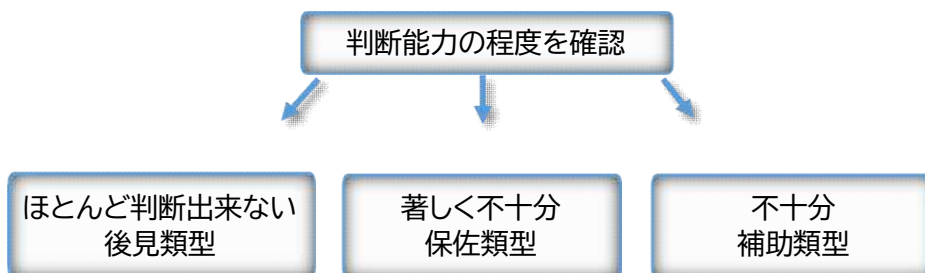 判断能力の程度を確認
ほとんど判断出来ない
後見類型
著しく不十分
保佐類型
不十分
補助類型